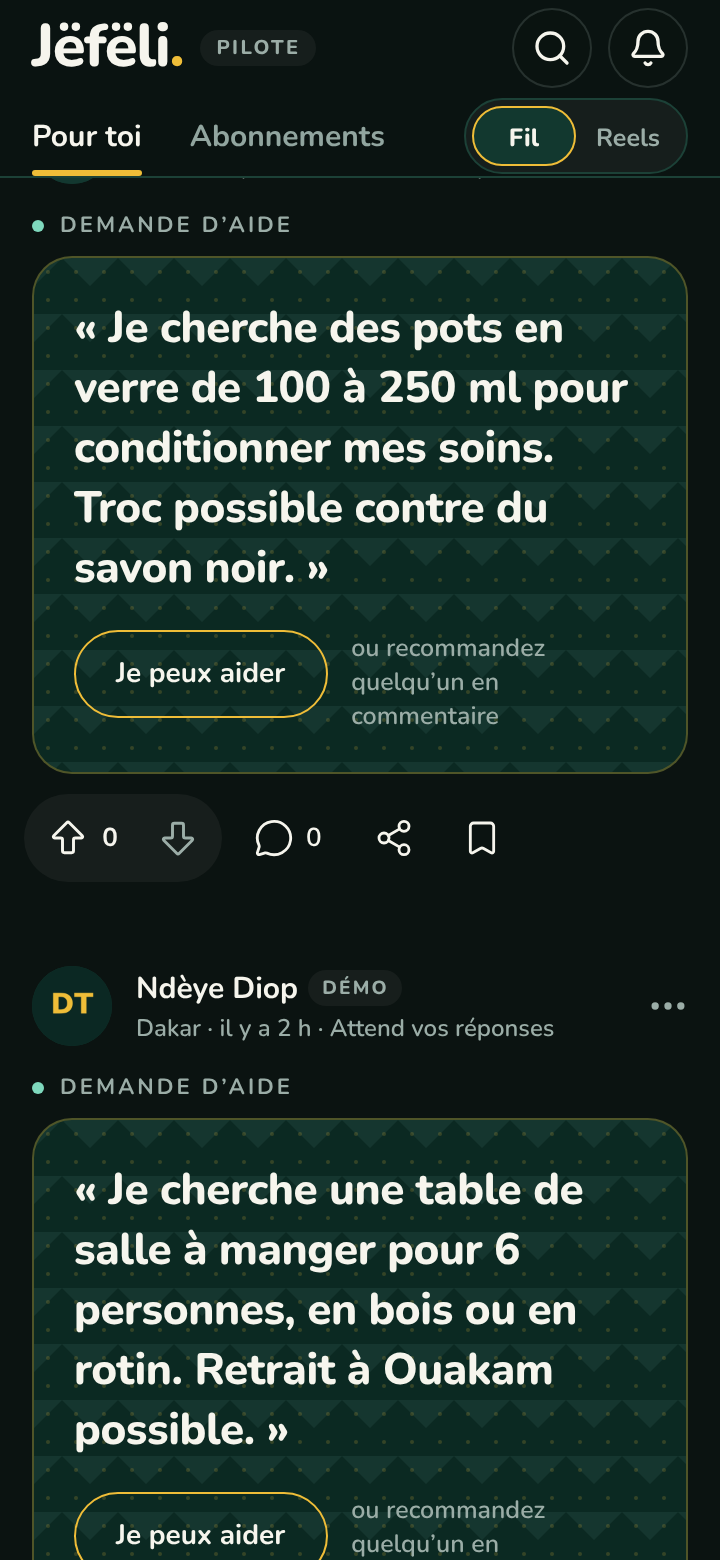 Jëfëli. PILOTE
Pour toi Abonnements Fil Reels
DEMANDE D’AIDE
« Je cherche des pots en
verre de 100 à 250 ml pour
conditionner mes soins.
Troc possible contre du
savon noir. »
Je peux aider
ou recommandez
quelqu’un en
commentaire
0 0
DT
Ndèye Diop DÉMO
Dakar · il y a 2 h · Attend vos réponses
DEMANDE D’AIDE
« Je cherche une table de
salle à manger pour 6
personnes, en bois ou en
rotin. Retrait à Ouakam
possible. »
Je peux aider
ou recommandez
quelqu’un en